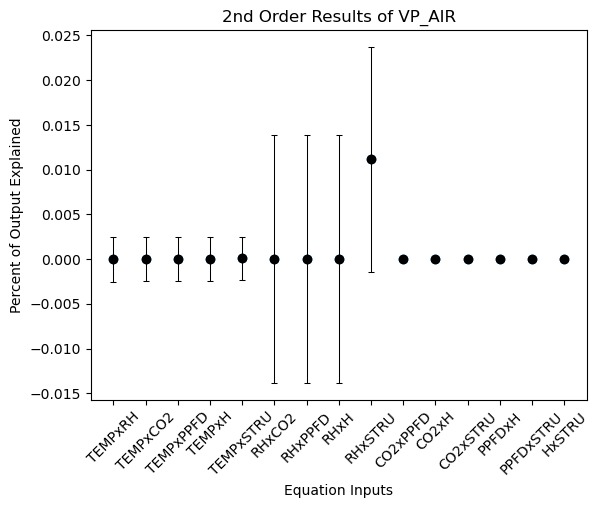 2nd Order Results of VP_AIR
Percent of Output Explained
0.025
0.020
0.015
0.010
0.005
0.000
−0.005
−0.010
−0.015
TEMPxRH
TEMPxCO2
TEMPxPPFD
TEMPxH
TEMPxSTRU
RHxCO2
RHxPPFD
RHxH
RHxSTRU
CO2xPPFD
CO2xH
CO2xSTRU
PPFDxH
PPFDxSTRU
HxSTRU
Equation Inputs